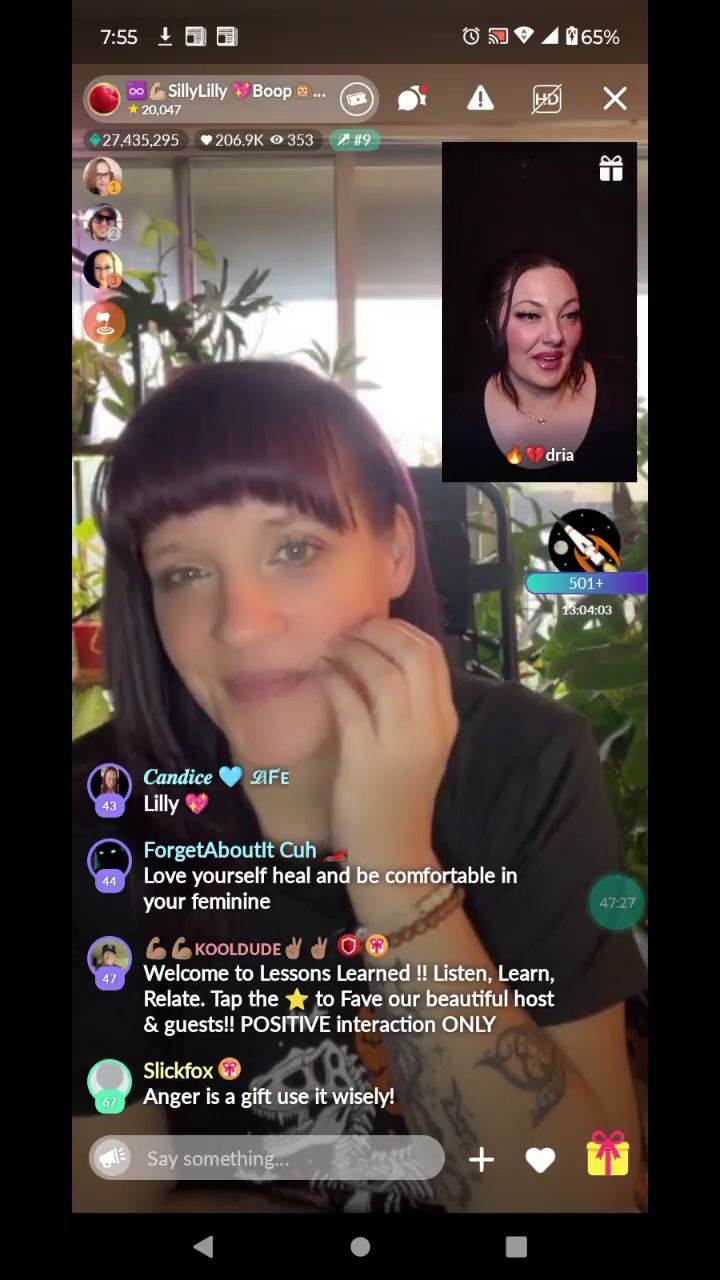 7:55
65%
♾️💪🏽SillyLilly 💖Boop🐵...
⭐ 20,047
HD
27,435,295
206.9K 353
#9
1
2
3
🔥💔dria
501+
13:04:03
Candice 🩵 ℒIFE
43
Lilly 💖
ForgetAboutIt Cuh 🏎️
44
Love yourself heal and be comfortable in
your feminine
47:27
💪🏽💪🏽KOOLDUDE✌🏽✌🏽
47
Welcome to Lessons Learned !! Listen, Learn,
Relate. Tap the ⭐ to Fave our beautiful host
& guests!! POSITIVE interaction ONLY
Slickfox
67
Anger is a gift use it wisely!
Say something...